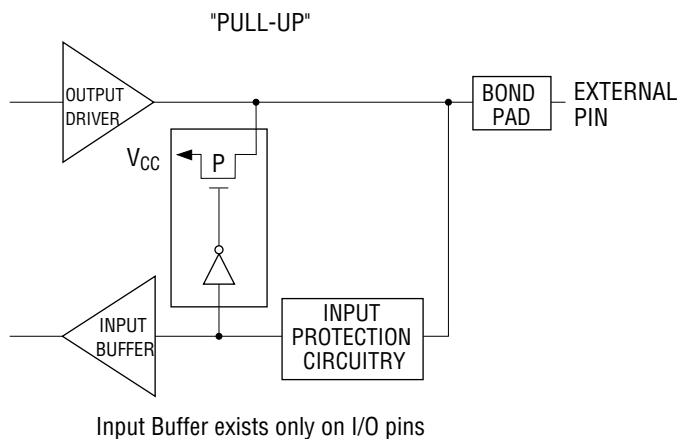 "PULL-UP"
OUTPUT
DRIVER
BOND
PAD
EXTERNAL
PIN
VCC
P
INPUT
BUFFER
INPUT
PROTECTION
CIRCUITRY
Input Buffer exists only on I/O pins